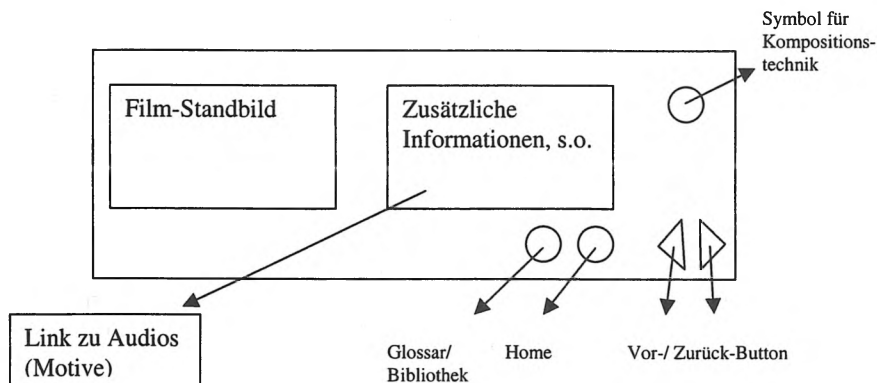 Symbol für
Kompositions-
technik
Film-Standbild
Zusätzliche
Informationen, s.o.
Link zu Audios
(Motive)
Glossar/
Bibliothek
Home
Vor-/ Zurück-Button